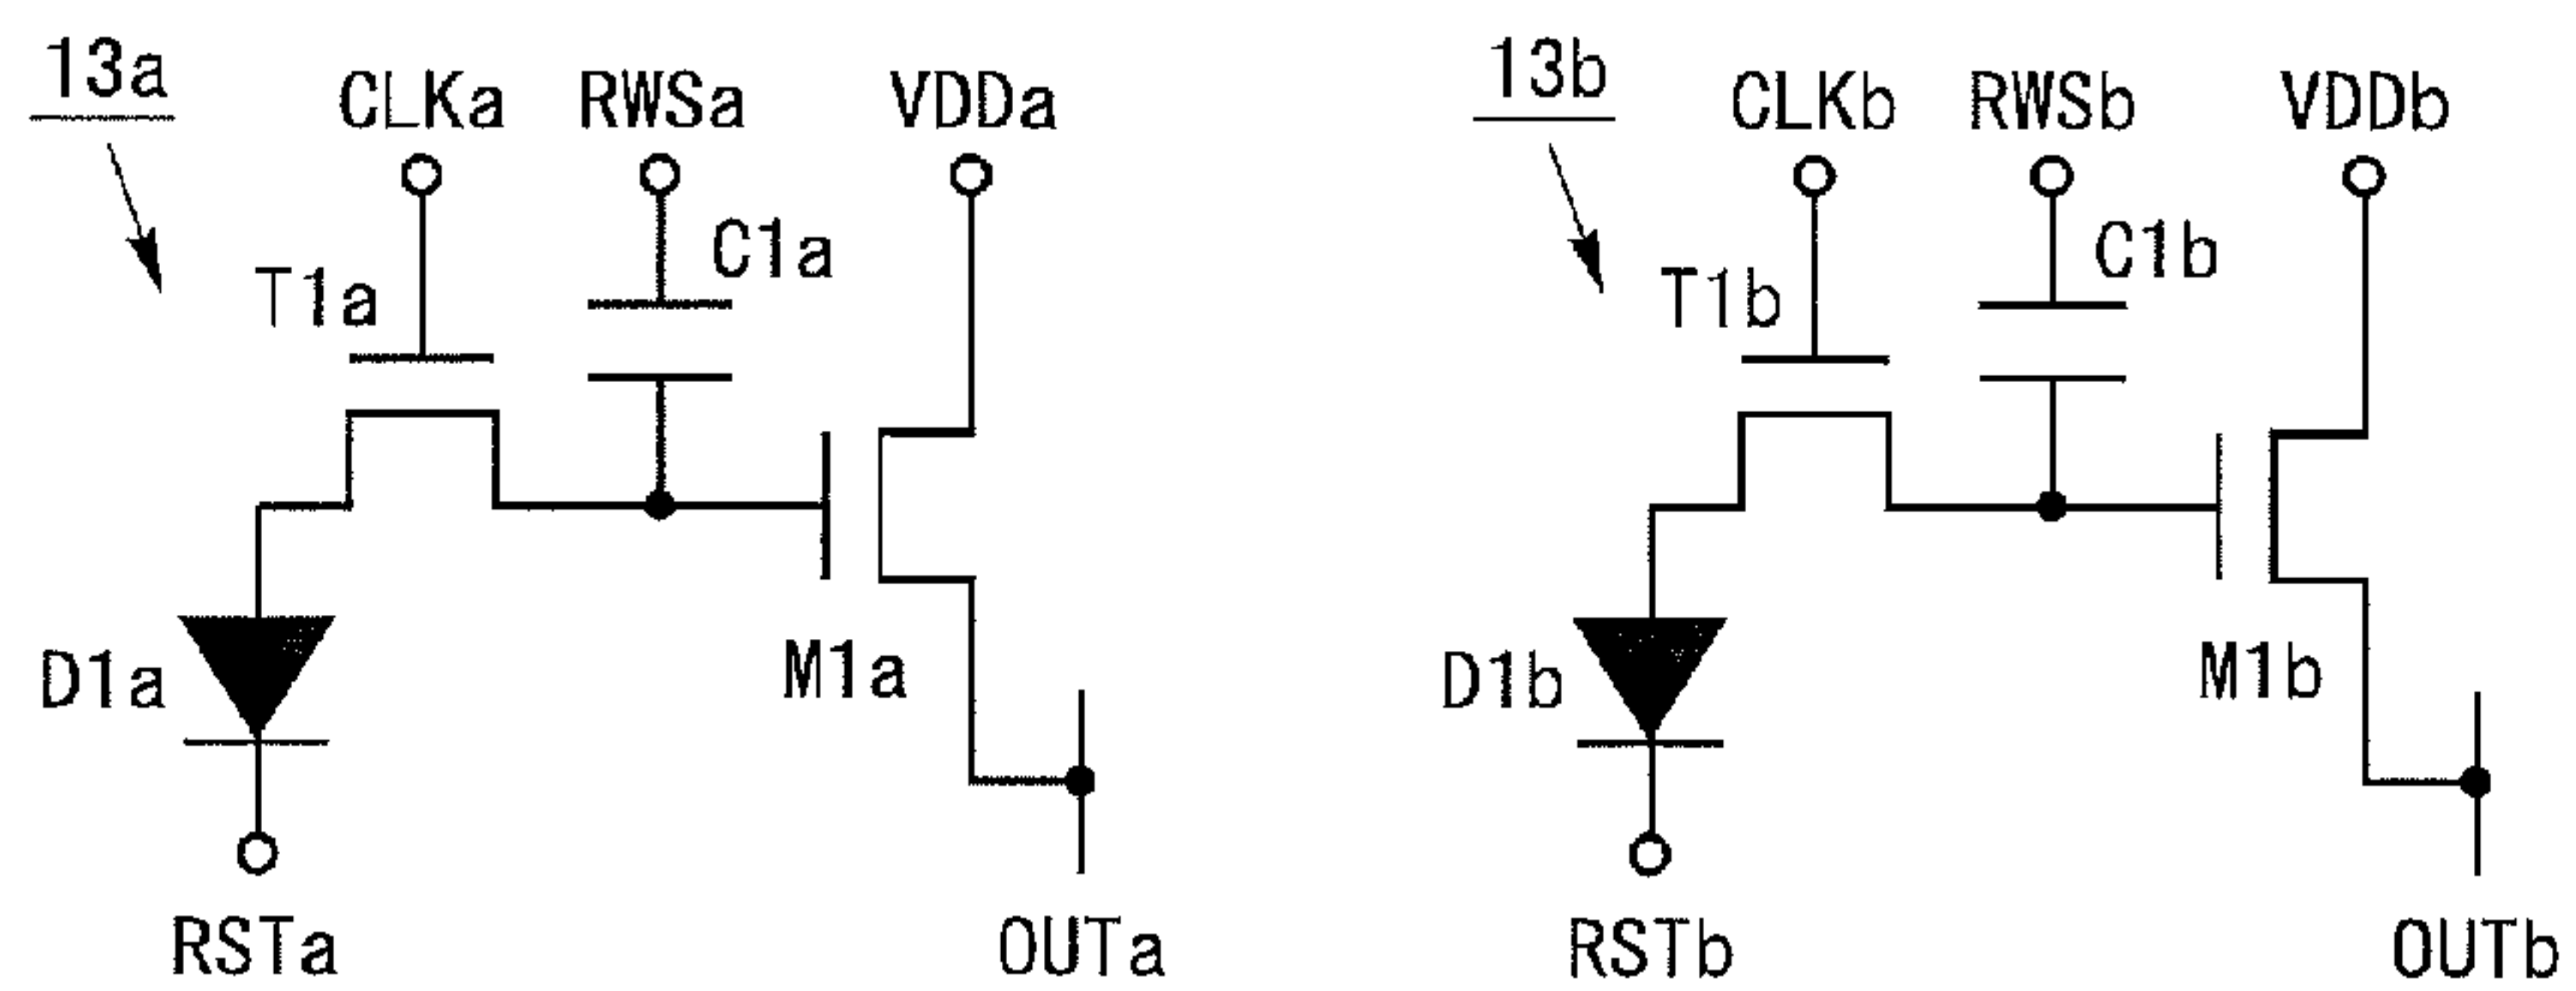 13a
CLKa RWSa VDDa
C1a
T1a
D1a
M1a
RSTa
OUTa
13b
CLKb RWSb VDDb
C1b
T1b
D1b
M1b
RSTb
OUTb